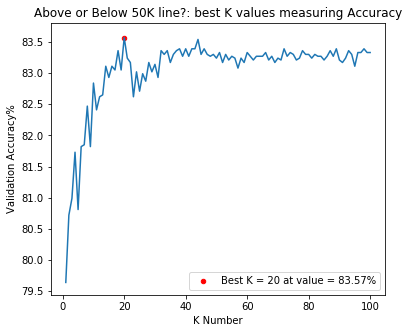 Above or Below 50K line?: best K values measuring Accuracy
Validation Accuracy%
83.5
83.0
82.5
82.0
81.5
81.0
80.5
80.0
79.5
Best K = 20 at value = 83.57%
0 20 40 60 80 100
K Number